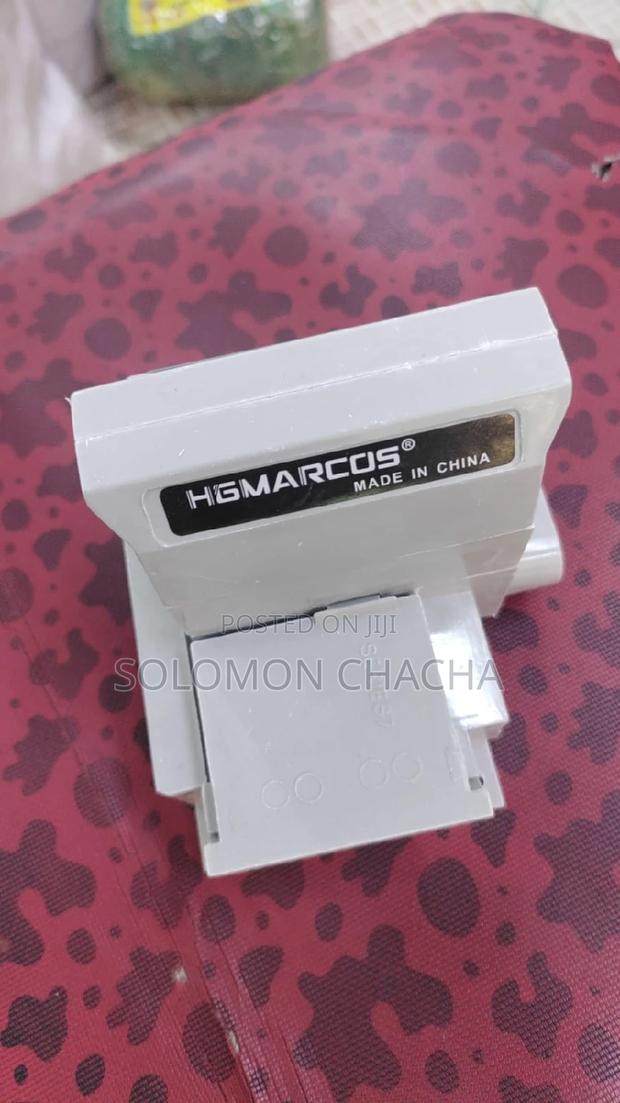 HGMARCOS®
MADE IN CHINA
POSTED ON JIJI
SOLOMON CHACHA